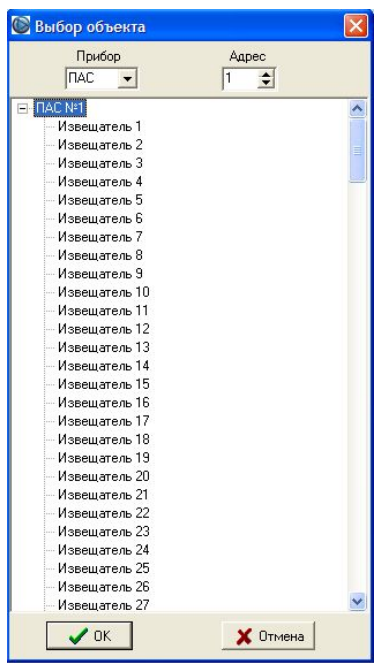 Выбор объекта
Прибор Адрес
ПАС 1
ПАС №1
Извещатель 1
Извещатель 2
Извещатель 3
Извещатель 4
Извещатель 5
Извещатель 6
Извещатель 7
Извещатель 8
Извещатель 9
Извещатель 10
Извещатель 11
Извещатель 12
Извещатель 13
Извещатель 14
Извещатель 15
Извещатель 16
Извещатель 17
Извещатель 18
Извещатель 19
Извещатель 20
Извещатель 21
Извещатель 22
Извещатель 23
Извещатель 24
Извещатель 25
Извещатель 26
Извещатель 27
OK Отмена